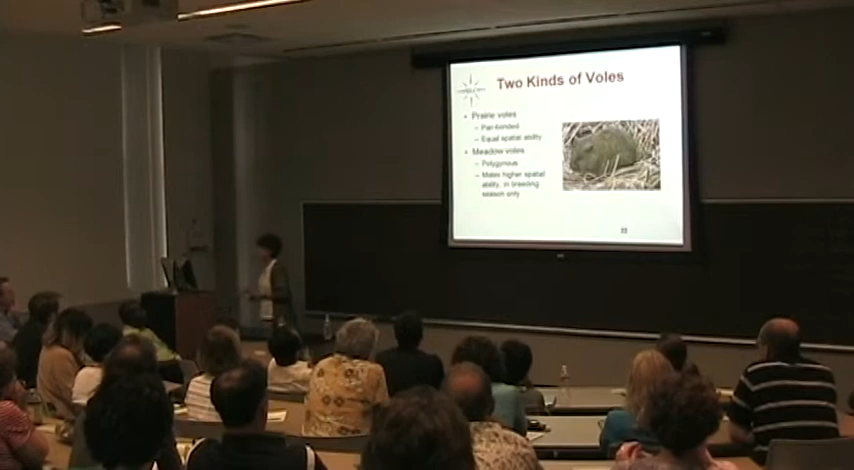 Two Kinds of Voles
• Prairie voles
– Pair-bonded
– Equal spatial ability
• Meadow voles
– Polygynous
– Males higher spatial
ability, in breeding
season only